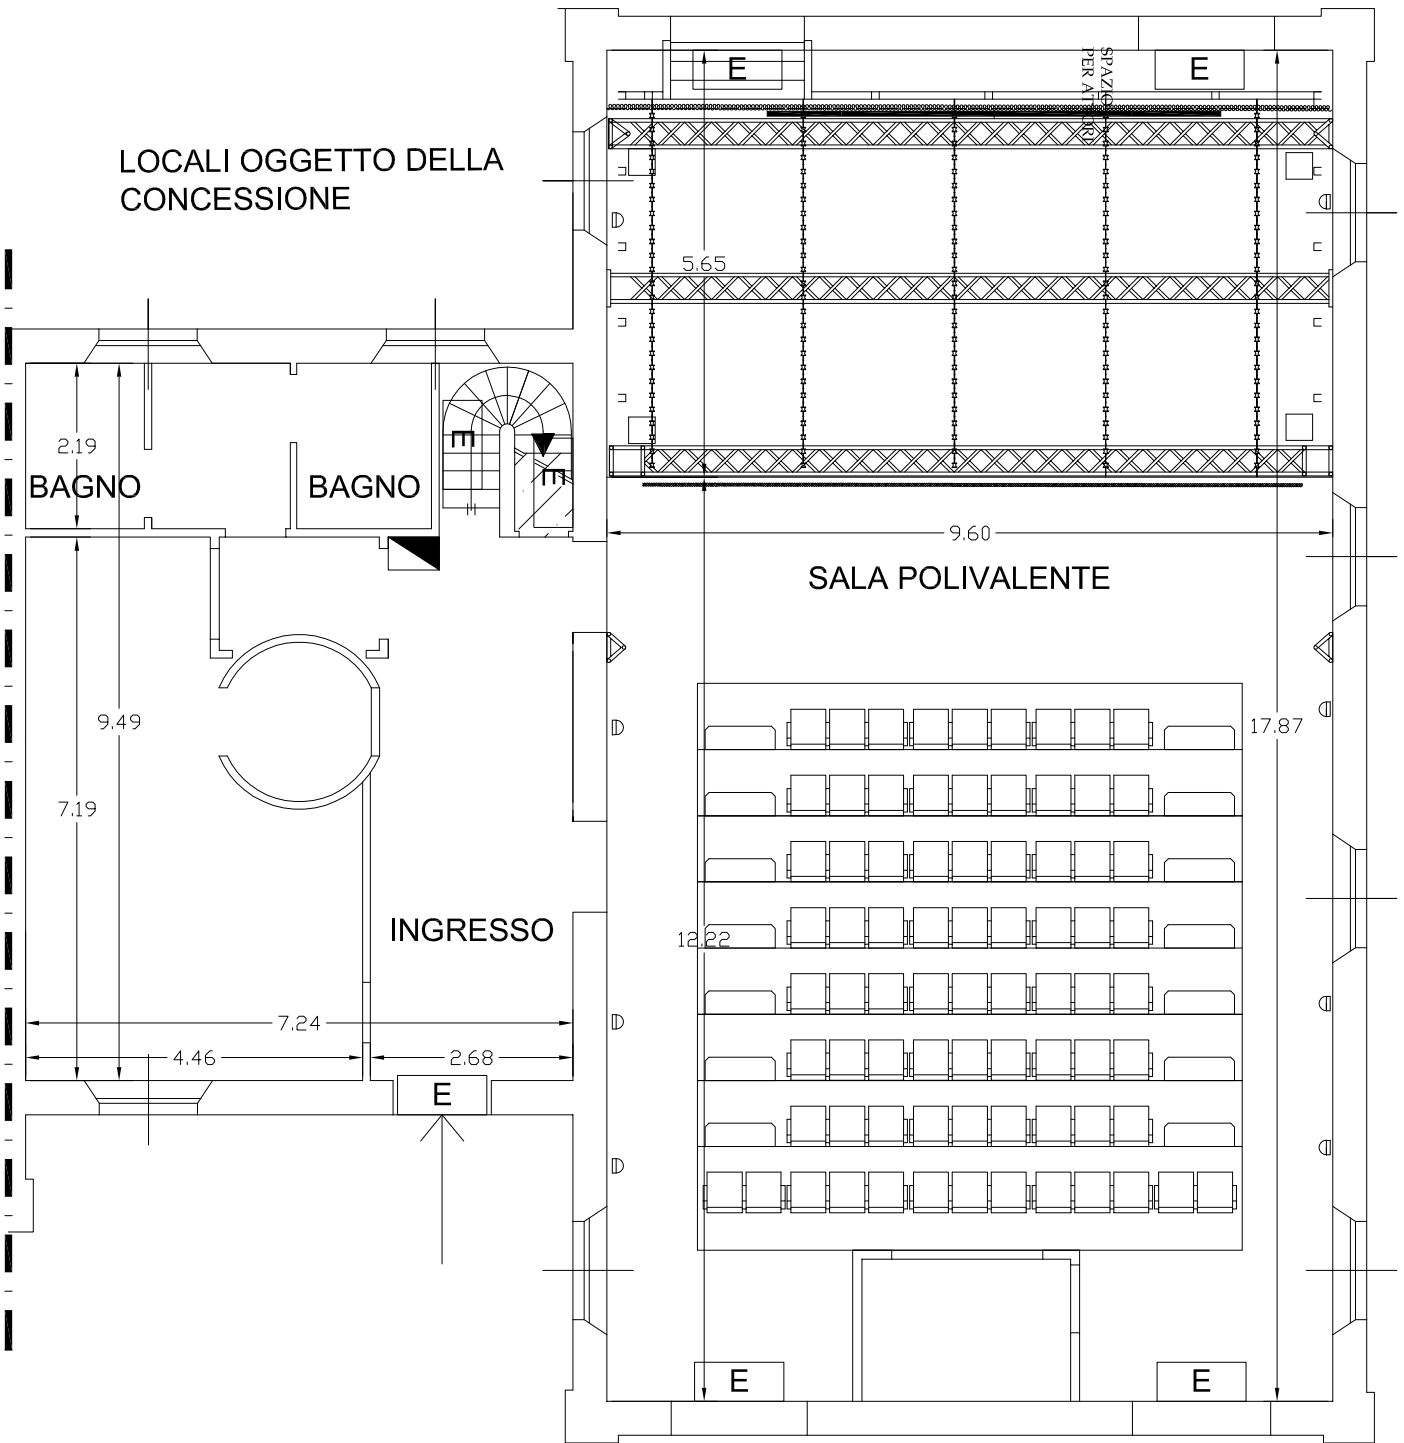 E
E
SPAZIO
PER ATTORI
LOCALI OGGETTO DELLA
CONCESSIONE
5.65
2.19
E
E
BAGNO
BAGNO
9.60
SALA POLIVALENTE
9.49
17.87
7.19
INGRESSO
12.22
7.24
4.46
2.68
E
E
E